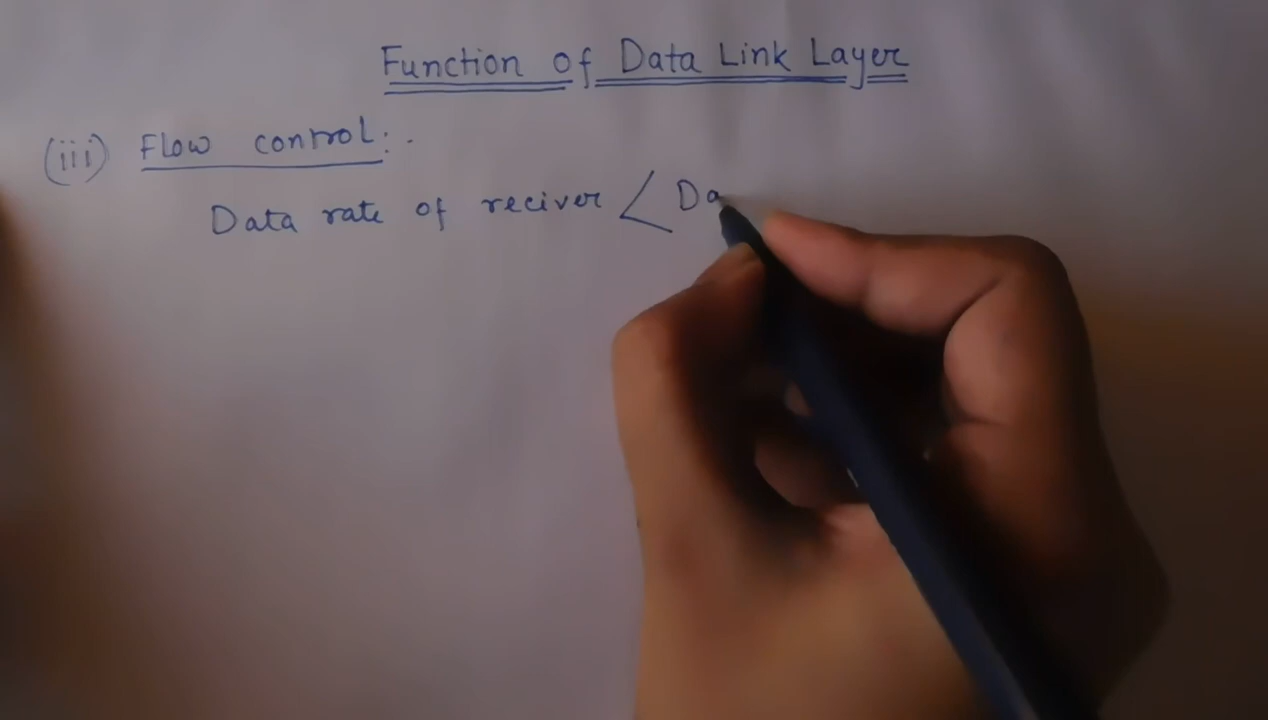 Function of Data Link Layer
(iii) Flow control:.
Data rate of reciver < Da